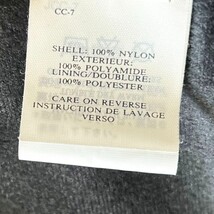 CC-7
SHELL: 100% NYLON
EXTERIEUR:
100% POLYAMIDE
LINING/DOUBLURE:
100% POLYESTER
CARE ON REVERSE
INSTRUCTION DE LAVAGE
VERSO